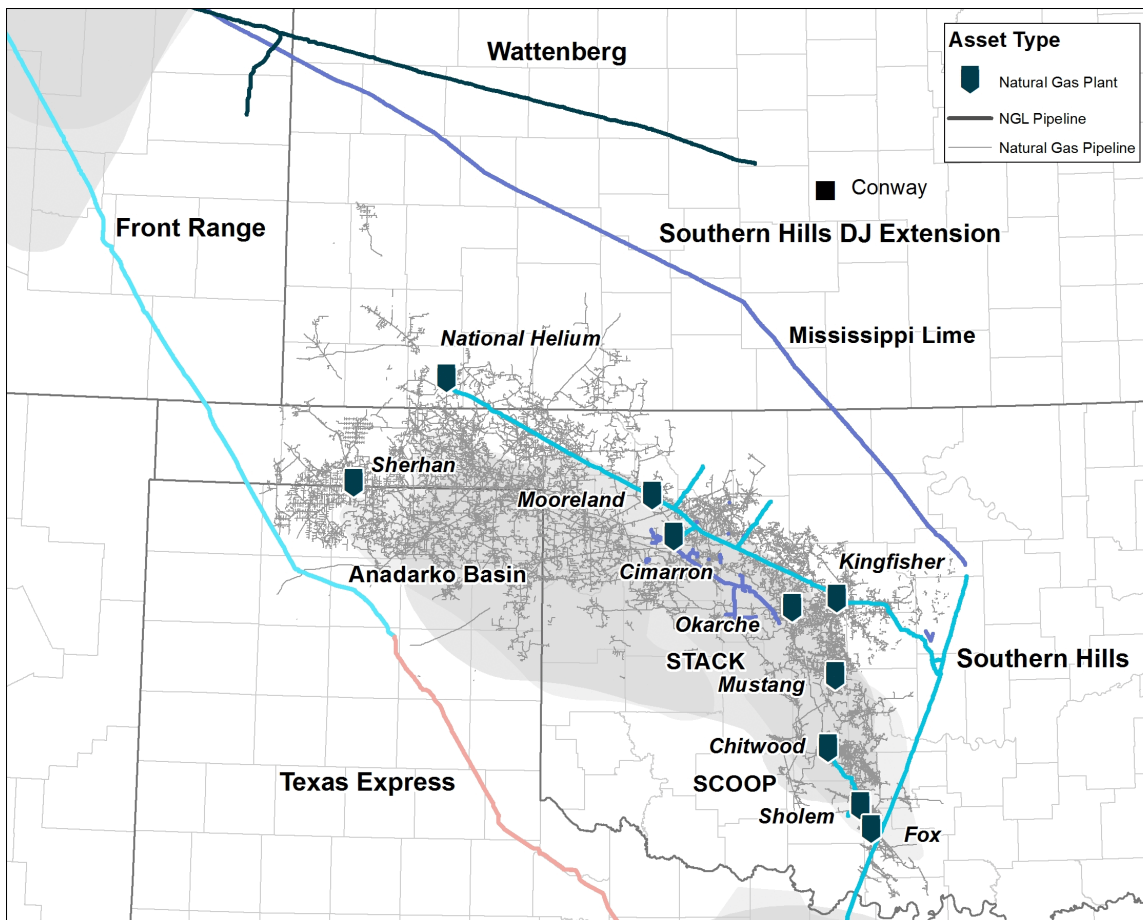 Wattenberg
Asset Type
Natural Gas Plant
NGL Pipeline
Natural Gas Pipeline
Conway
Front Range
Southern Hills DJ Extension
National Helium
Mississippi Lime
Sherhan
Mooreland
Kingfisher
Anadarko Basin
Cimarron
Okarche
STACK
Southern Hills
Mustang
Chitwood
Texas Express
SCOOP
Sholem
Fox